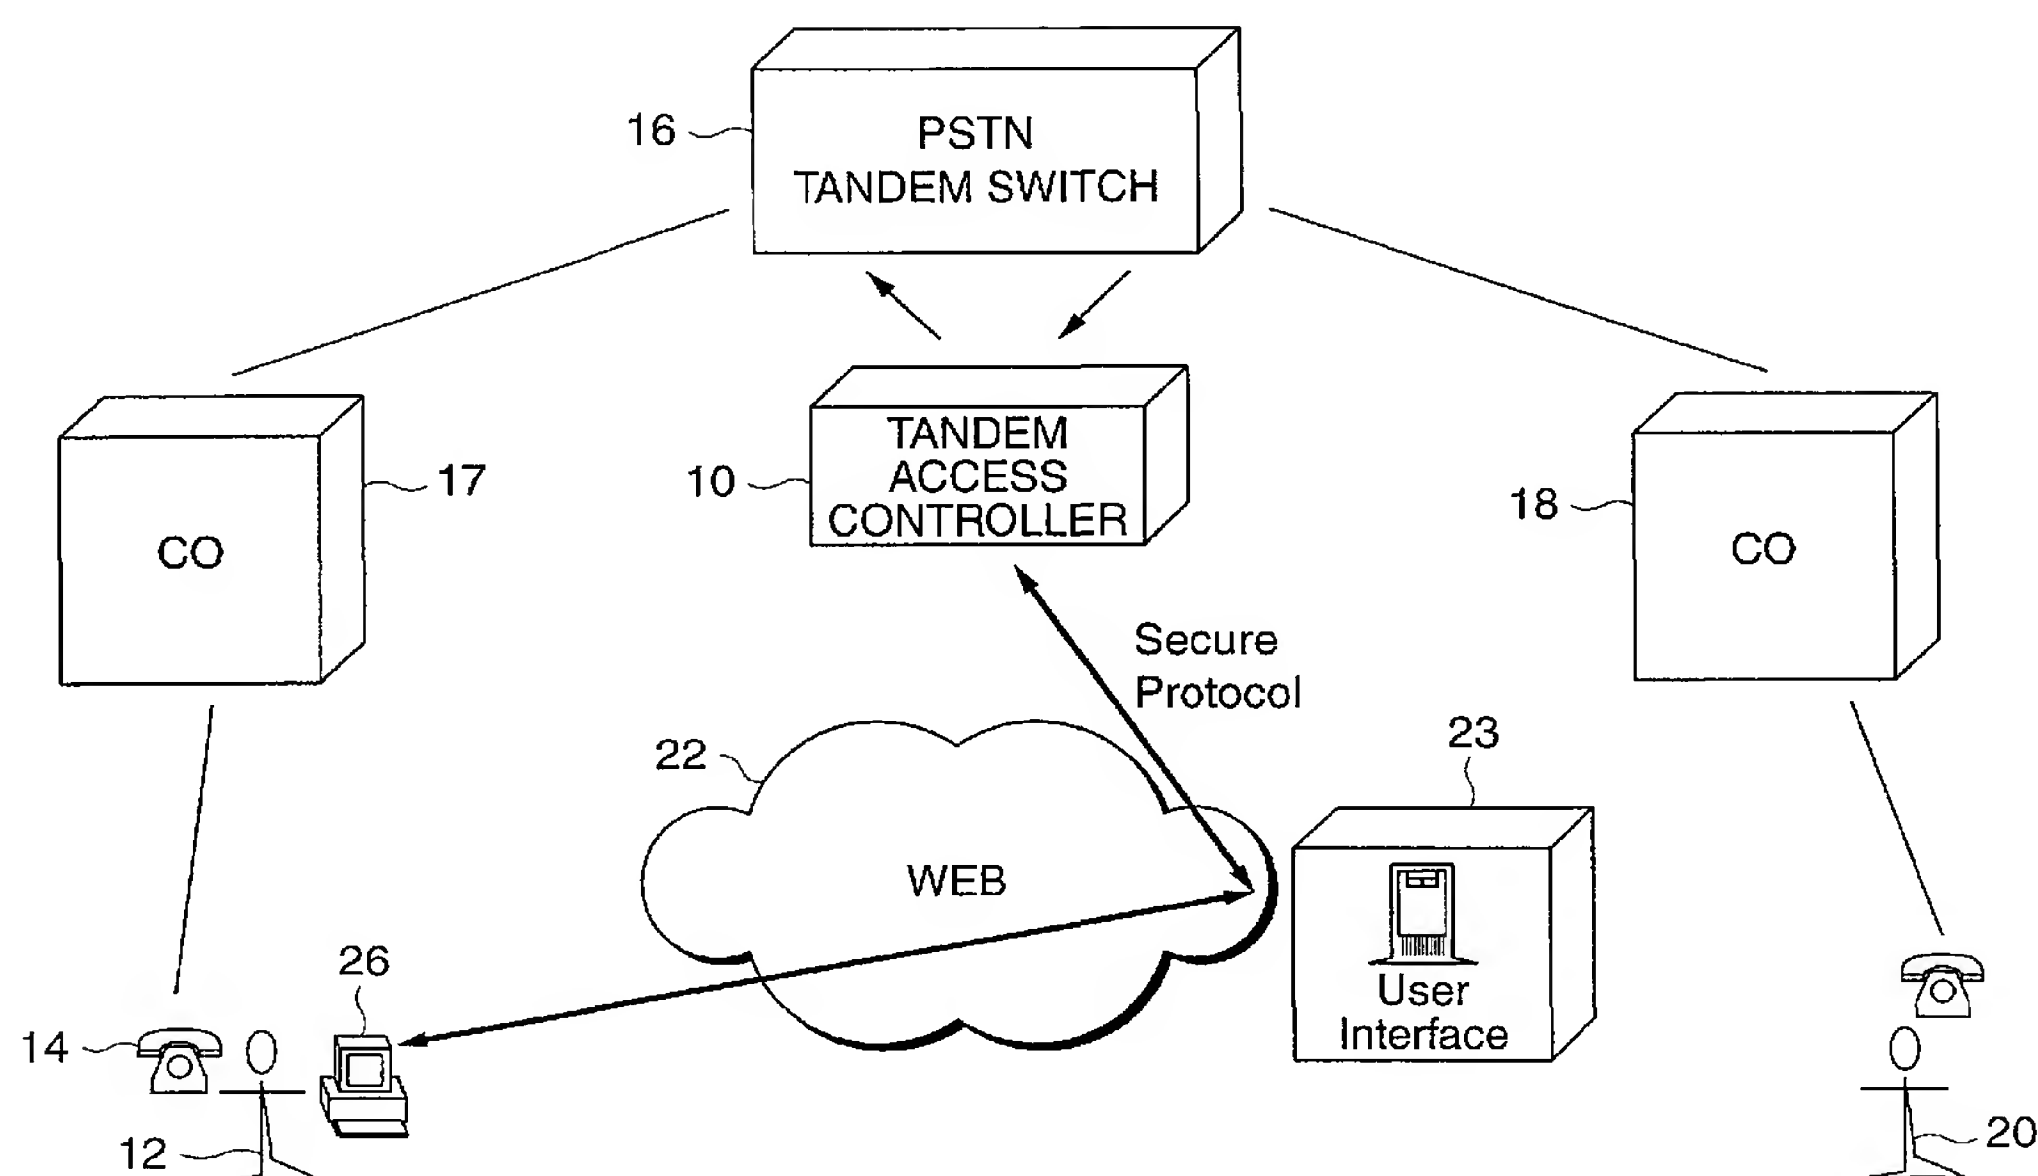 16
PSTN
TANDEM SWITCH
17
10
TANDEM
ACCESS
CONTROLLER
18
CO
CO
Secure
Protocol
22
23
WEB
26
User
Interface
14
12
20